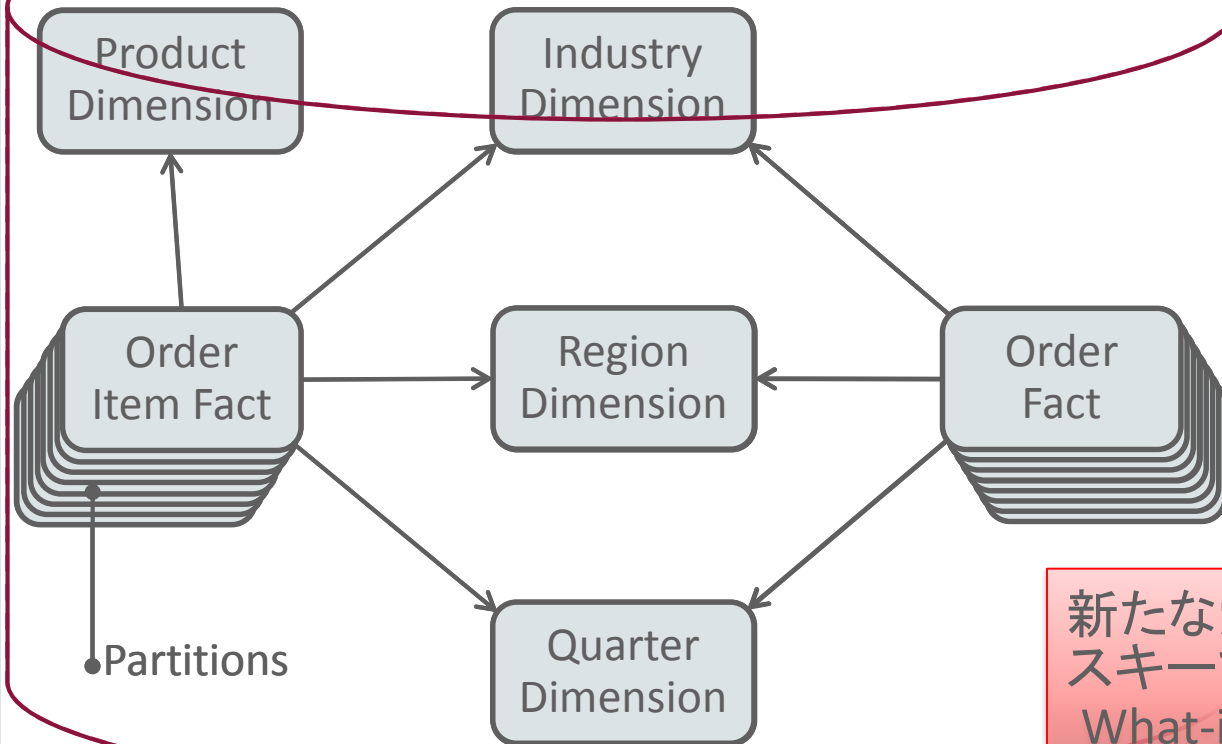 Product
Dimension
Industry
Dimension
Order
Item Fact
Region
Dimension
Order
Fact
Partitions
Quarter
Dimension
新たな
スキー
What-i